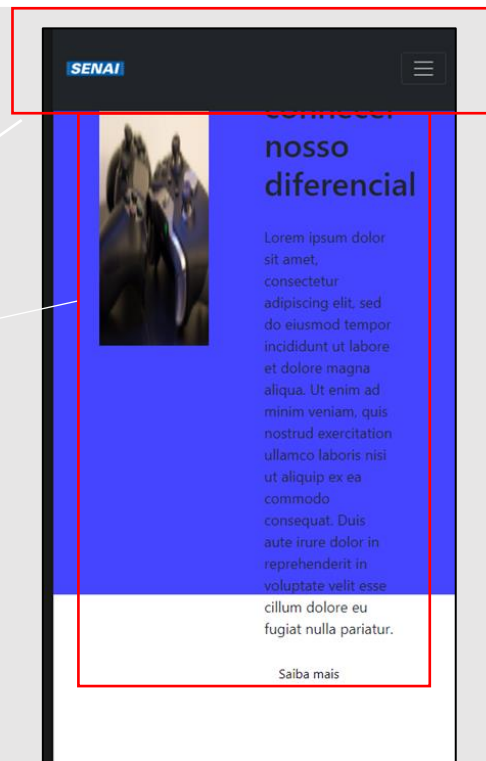 SENAI
conhecer
nosso
diferencial
Lorem ipsum dolor
sit amet,
consectetur
adipiscing elit, sed
do eiusmod tempor
incididunt ut labore
et dolore magna
aliqua. Ut enim ad
minim veniam, quis
nostrud exercitation
ullamco laboris nisi
ut aliquip ex ea
commodo
consequat. Duis
aute irure dolor in
reprehenderit in
voluptate velit esse
cillum dolore eu
fugiat nulla pariatur.
Saiba mais